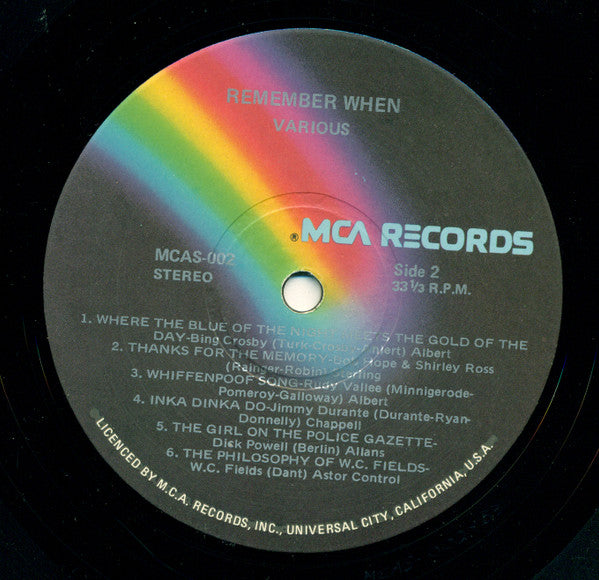 REMEMBER WHEN
VARIOUS
® MCA RECORDS
MCAS-002
STEREO
Side 2
33⅓ R.P.M.
1. WHERE THE BLUE OF THE NIGHT MEETS THE GOLD OF THE
DAY-Bing Crosby (Turk-Crosby-Ahlert) Albert
2. THANKS FOR THE MEMORY-Bob Hope & Shirley Ross
(Rainger-Robin) Sterling
3. WHIFFENPOOF SONG-Rudy Vallee (Minnigerode-
Pomeroy-Galloway) Albert
4. INKA DINKA DO-Jimmy Durante (Durante-Ryan-
Donnelly) Chappell
5. THE GIRL ON THE POLICE GAZETTE-
Dick Powell (Berlin) Allans
6. THE PHILOSOPHY OF W.C. FIELDS-
W.C. Fields (Dant) Astor Control
LICENCED BY M.C.A. RECORDS, INC., UNIVERSAL CITY, CALIFORNIA, U.S.A.